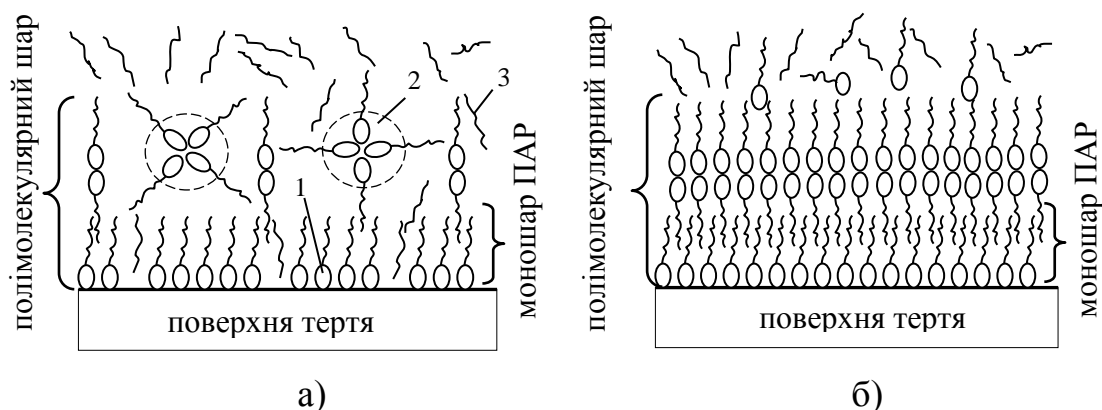 полімолекулярний шар
2
3
1
моношар ПАР
поверхня тертя
а)
полімолекулярний шар
моношар ПАР
поверхня тертя
б)